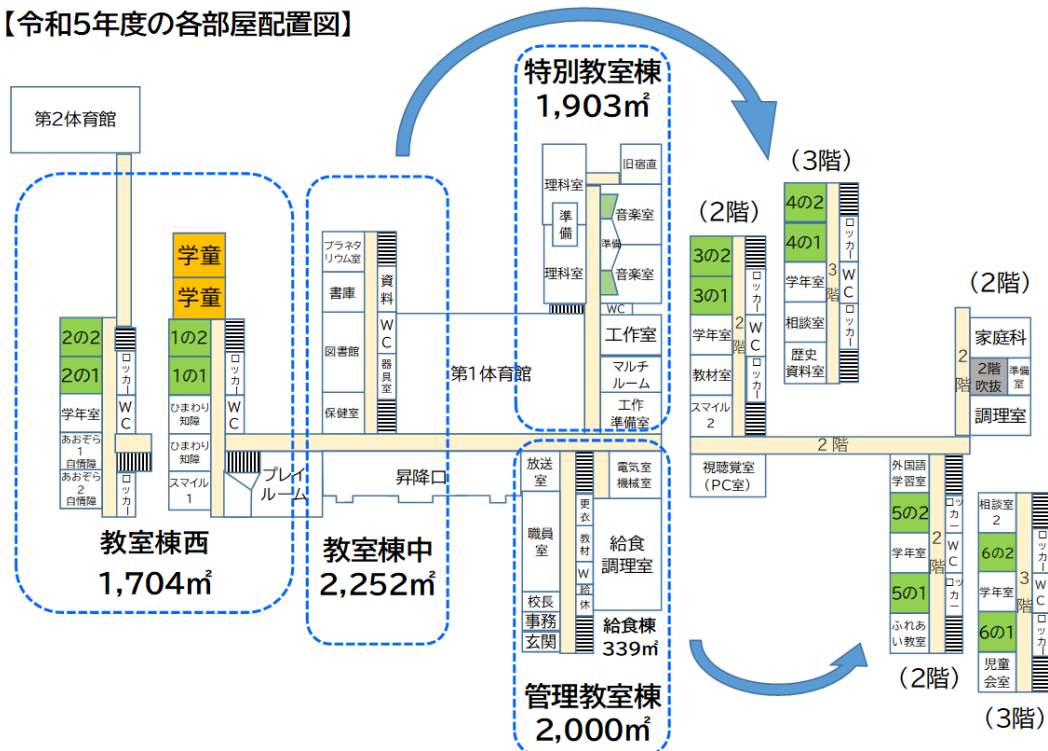 【令和5年度の各部屋配置図】
第2体育館
学童
学童
2の2
2の1
学年室
あおぞら
1
自情障
あおぞら
2
自情障
ロッカー
WC
ロッカー
1の2
1の1
ひまわり
知障
ひまわり
知障
スマイル
1
ロッカー
WC
プレイ
ルーム
教室棟西
1,704㎡
プラネタ
リウム室
書庫
図書館
保健室
資料
WC
器具室
昇降口
教室棟中
2,252㎡
第1体育館
特別教室棟
1,903㎡
理科室
準備
理科室
旧宿直
音楽室
準備
音楽室
WC
工作室
マルチ
ルーム
工作
準備室
放送
室
職員
室
校長
事務
玄関
更衣
教材
W
給
休
電気室
機械室
給食
調理室
給食棟
339㎡
管理教室棟
2,000㎡
(2階)
3の2
3の1
学年室
教材室
スマイル
2
2階
ロッカー
WC
ロッカー
(3階)
4の2
4の1
学年室
相談室
歴史
資料室
3階
ロッカー
WC
ロッカー
(2階)
2階
家庭科
2階
吹抜
準備
室
調理室
2階
視聴覚室
(PC室)
外国語
学習室
5の2
学年室
5の1
ふれあ
い教室
2階
ロッカー
WC
ロッカー
(2階)
相談室
2
6の2
学年室
6の1
児童
会室
3階
ロッカー
WC
ロッカー
(3階)